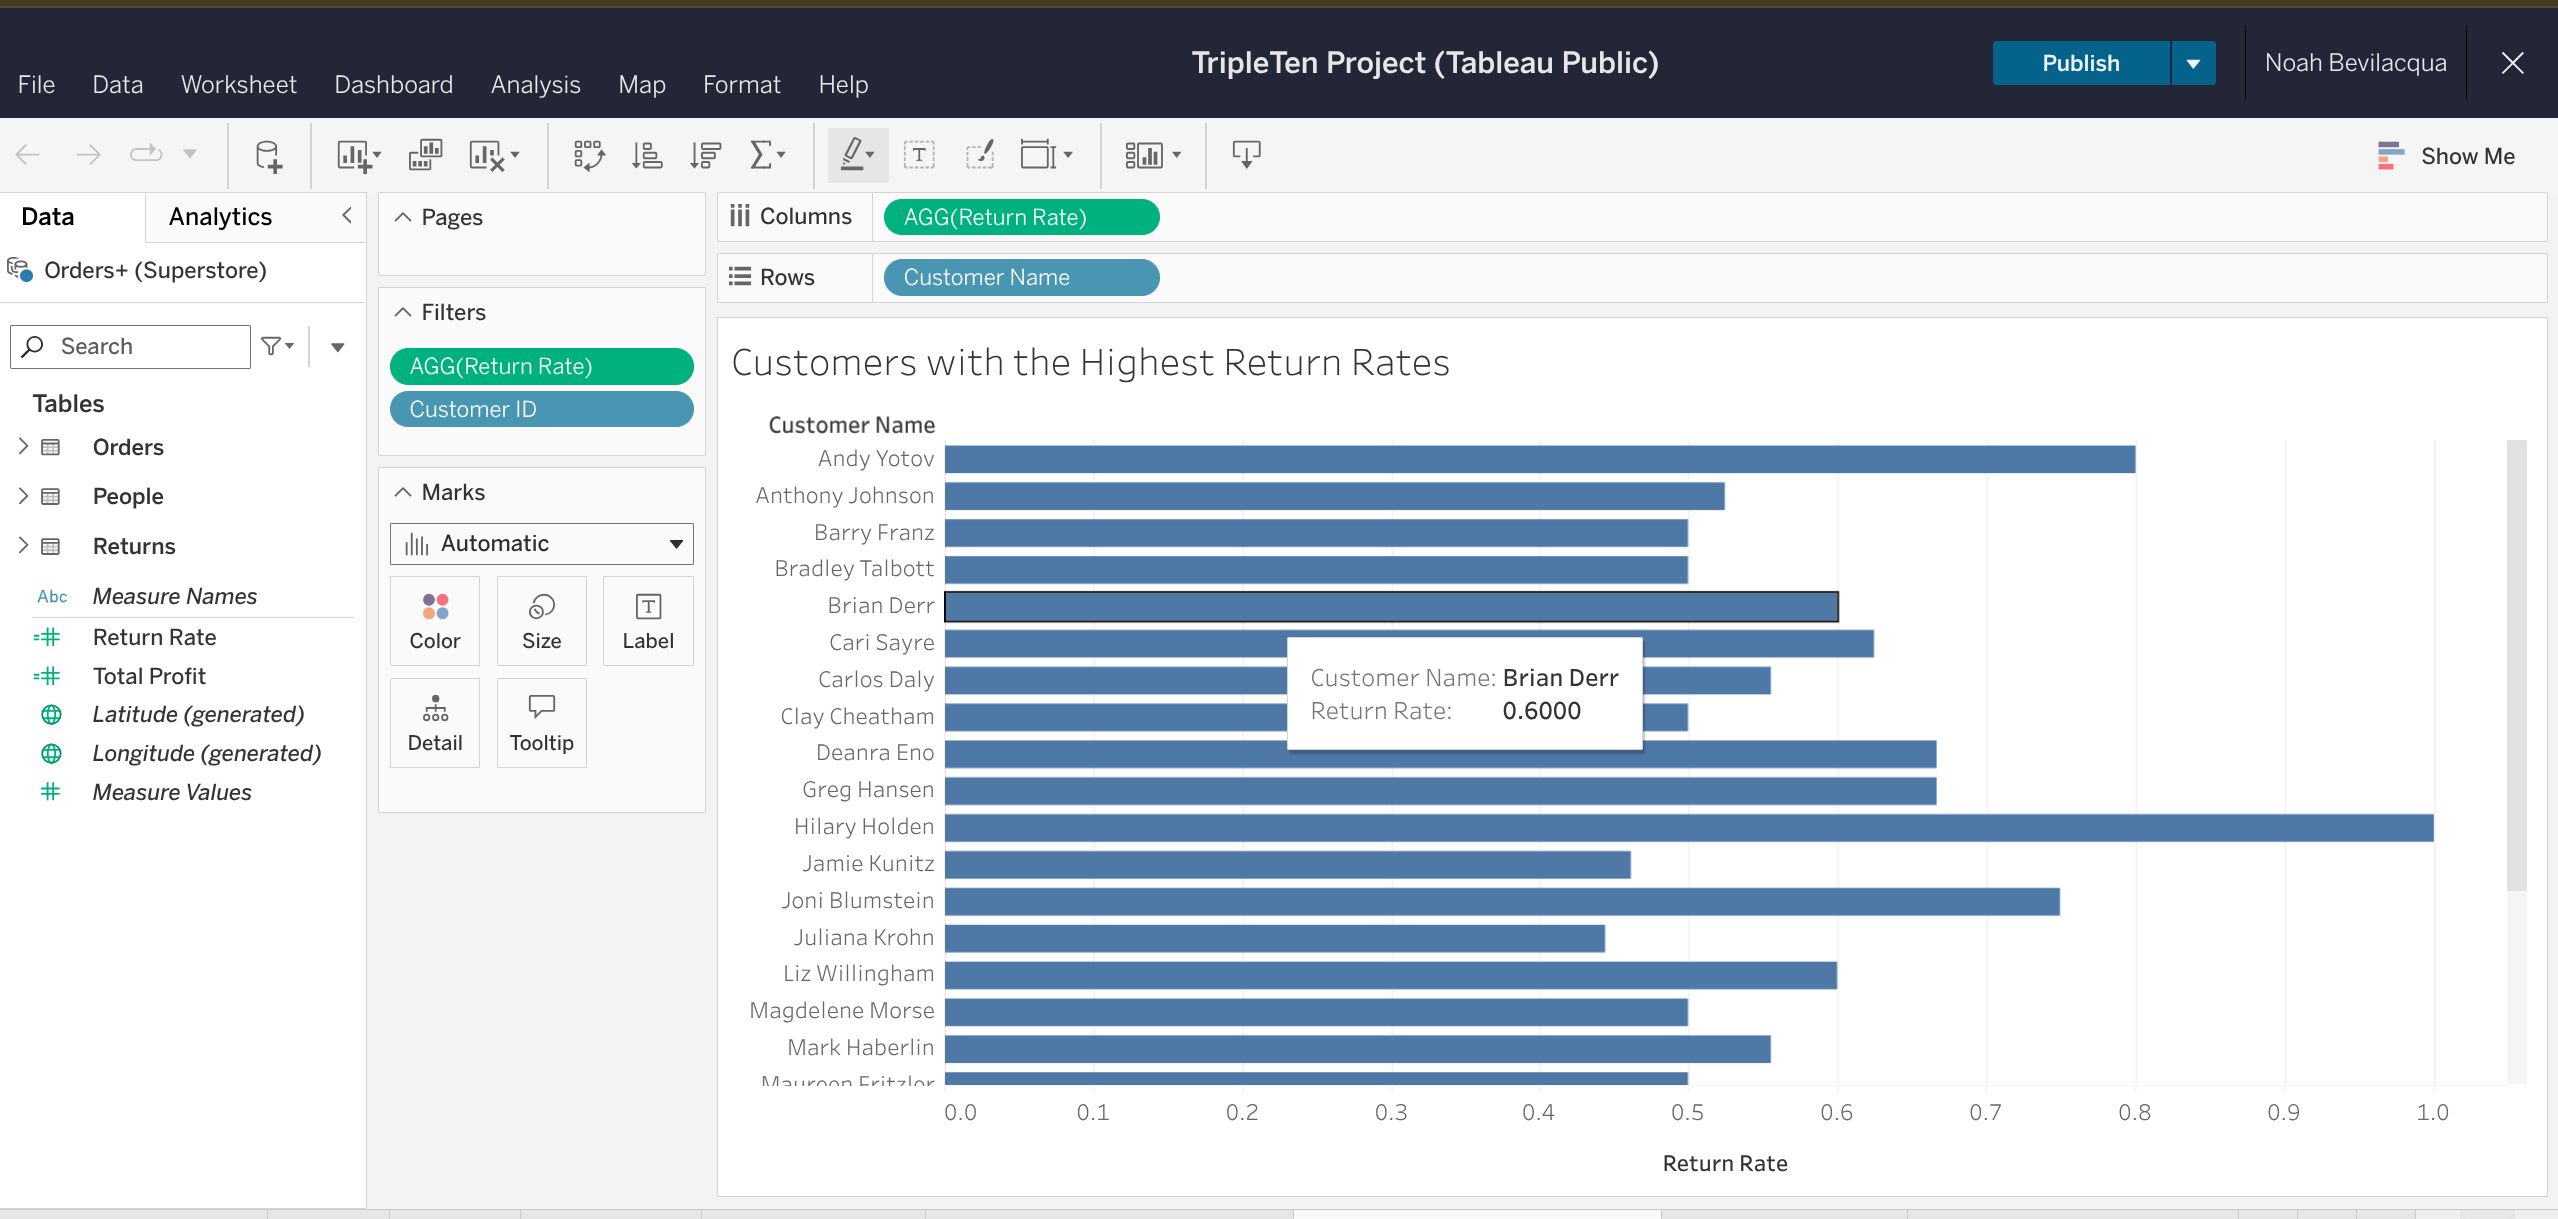 TripleTen Project (Tableau Public)
Publish
Noah Bevilacqua
File Data Worksheet Dashboard Analysis Map Format Help
Show Me
Data Analytics
Orders+ (Superstore)
Search
Tables
Orders
People
Returns
Abc Measure Names
Return Rate
Total Profit
Latitude (generated)
Longitude (generated)
Measure Values
Pages
Filters
AGG(Return Rate)
Customer ID
Marks
Automatic
Color Size Label
Detail Tooltip
Columns AGG(Return Rate)
Rows Customer Name
Customers with the Highest Return Rates
Customer Name
Andy Yotov
Anthony Johnson
Barry Franz
Bradley Talbott
Brian Derr
Cari Sayre
Carlos Daly
Clay Cheatham
Deanra Eno
Greg Hansen
Hilary Holden
Jamie Kunitz
Joni Blumstein
Juliana Krohn
Liz Willingham
Magdelene Morse
Mark Haberlin
Maureen Fritzler
Customer Name: Brian Derr
Return Rate: 0.6000
0.0 0.1 0.2 0.3 0.4 0.5 0.6 0.7 0.8 0.9 1.0
Return Rate